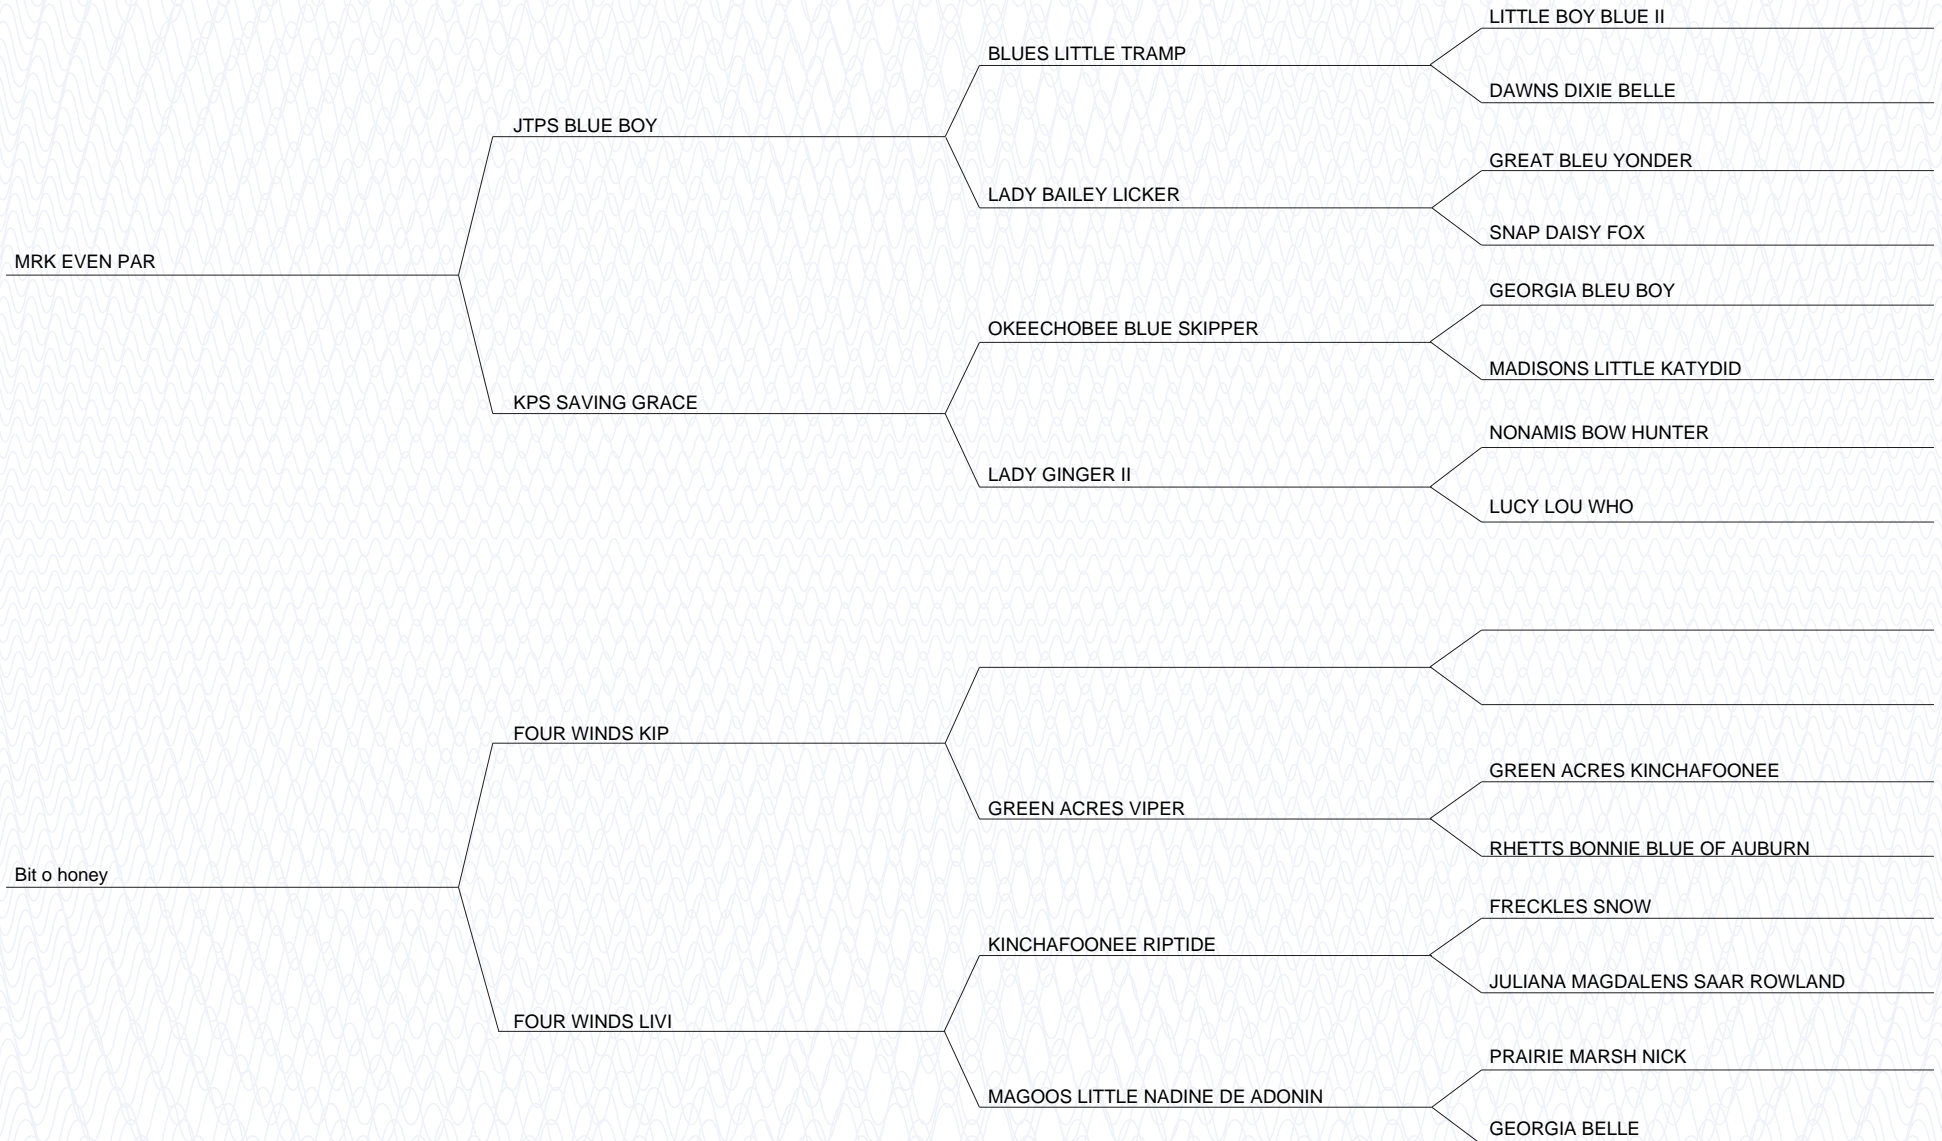 LITTLE BOY BLUE II
BLUES LITTLE TRAMP
DAWNS DIXIE BELLE
JTPS BLUE BOY
GREAT BLEU YONDER
LADY BAILEY LICKER
SNAP DAISY FOX
MRK EVEN PAR
GEORGIA BLEU BOY
OKEECHOBEE BLUE SKIPPER
MADISONS LITTLE KATYDID
KPS SAVING GRACE
NONAMIS BOW HUNTER
LADY GINGER II
LUCY LOU WHO
FOUR WINDS KIP
GREEN ACRES KINCHAFOONEE
GREEN ACRES VIPER
RHETTS BONNIE BLUE OF AUBURN
Bit o honey
FRECKLES SNOW
KINCHAFOONEE RIPTIDE
JULIANA MAGDALENS SAAR ROWLAND
FOUR WINDS LIVI
PRAIRIE MARSH NICK
MAGOOS LITTLE NADINE DE ADONIN
GEORGIA BELLE